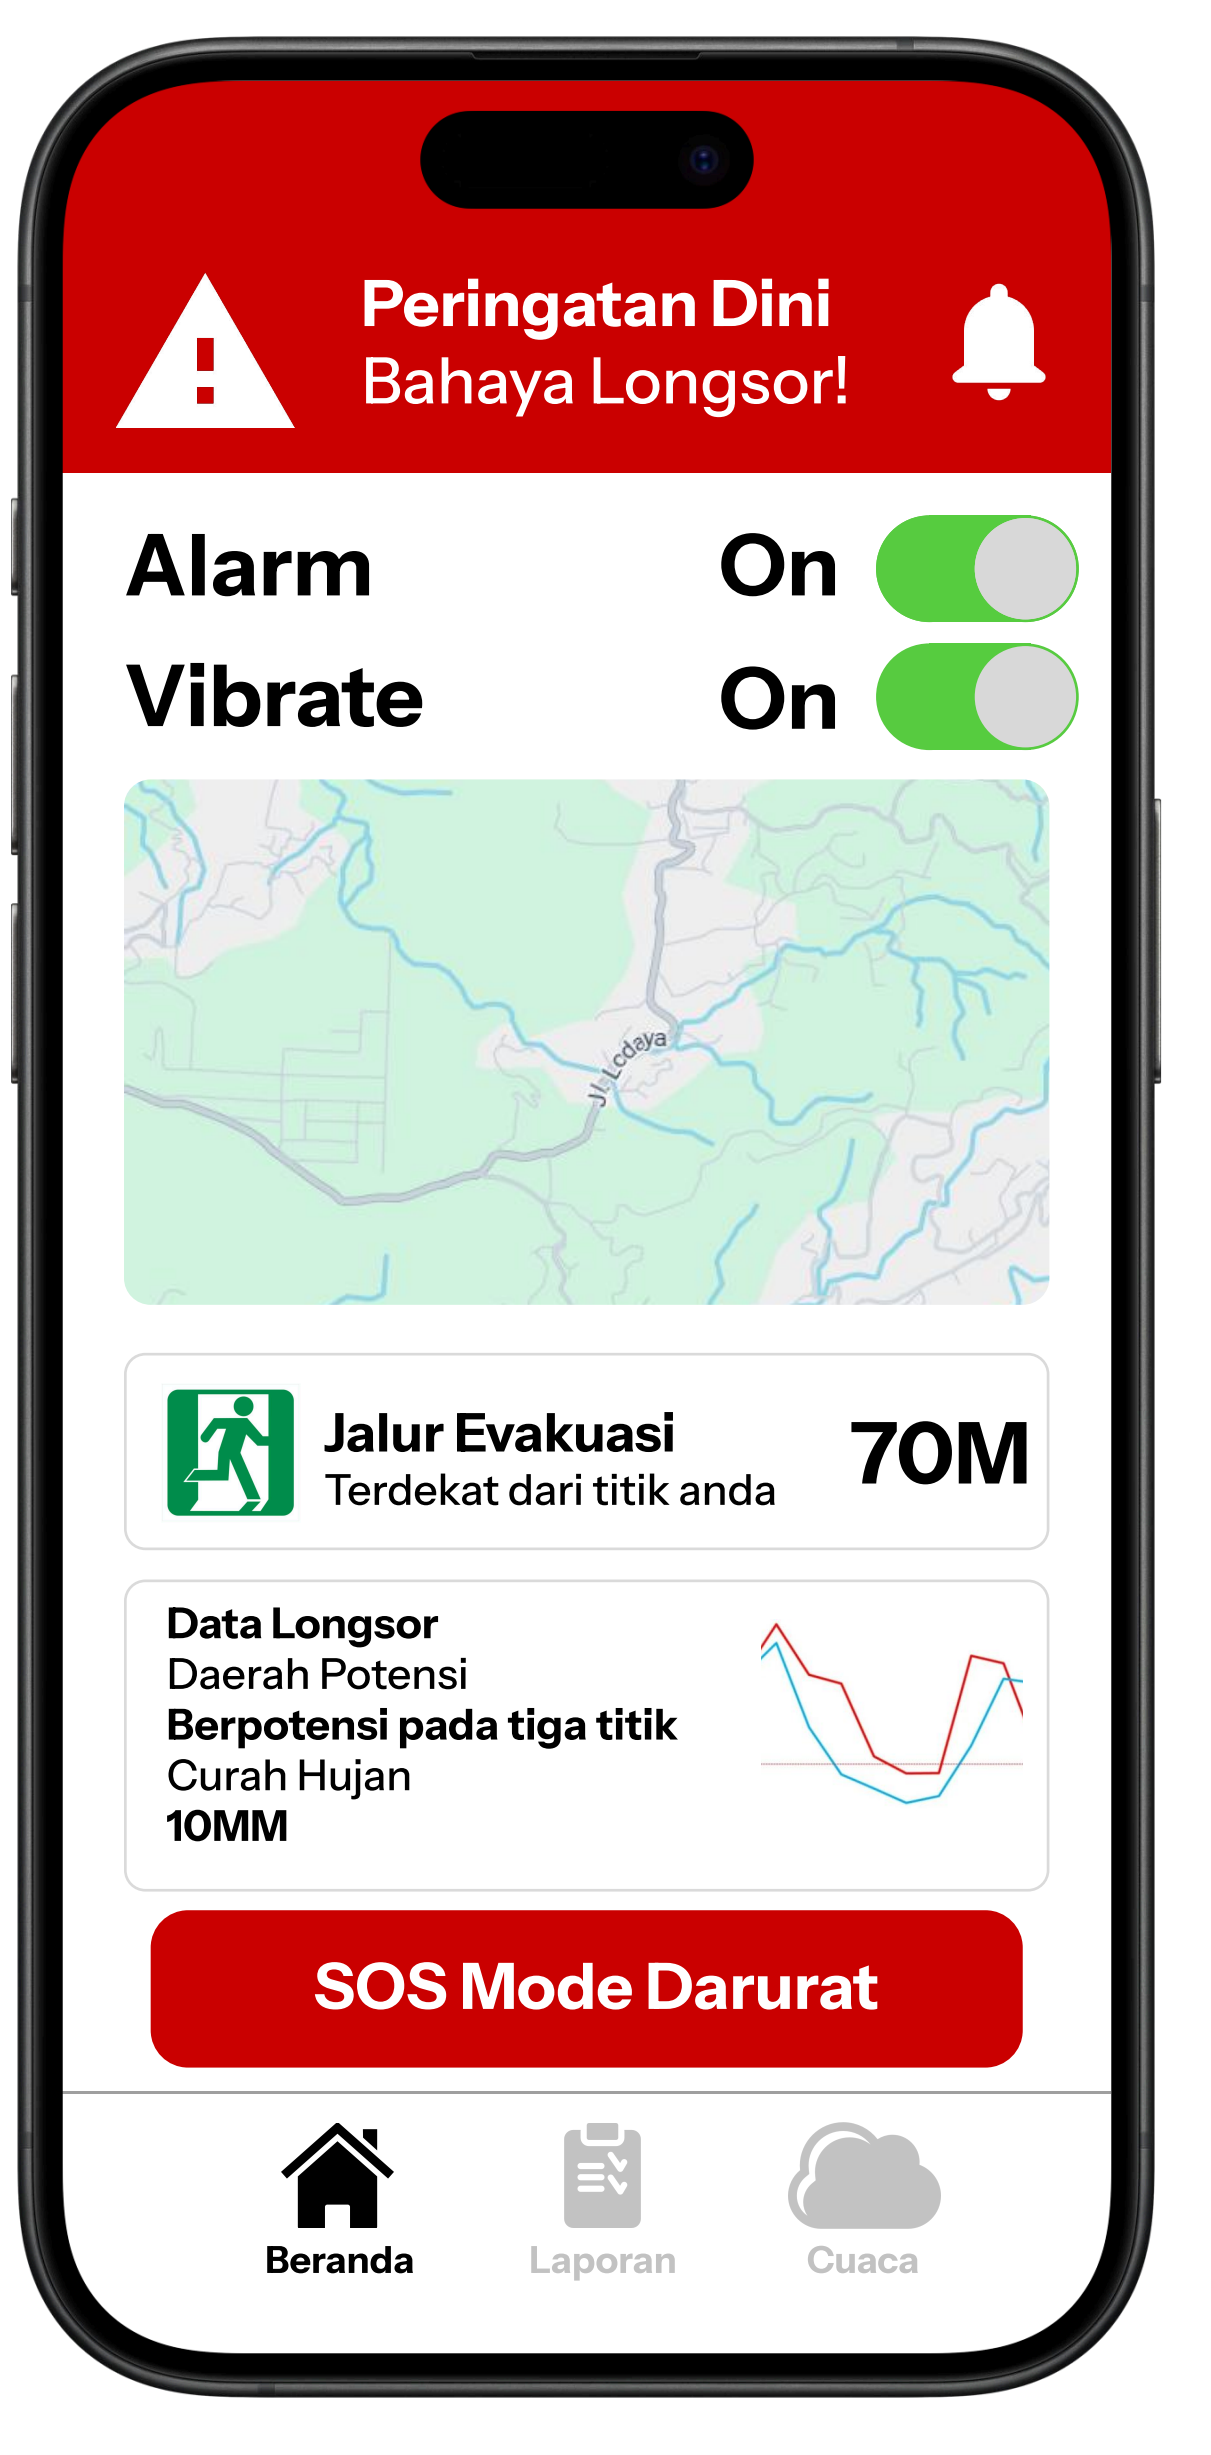 Peringatan Dini
Bahaya Longsor!
Alarm On
Vibrate On
Jl. Lodaya
Jalur Evakuasi
Terdekat dari titik anda
70M
Data Longsor
Daerah Potensi
Berpotensi pada tiga titik
Curah Hujan
10MM
SOS Mode Darurat
Beranda
Laporan
Cuaca